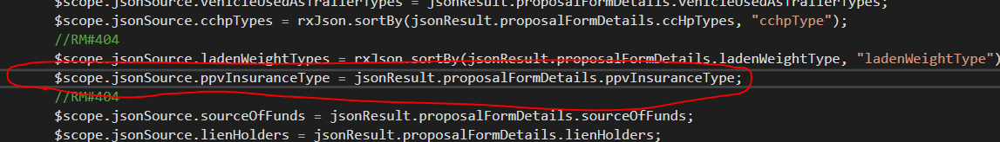 $scope.jsonSource.vehicleUsedAsTrailerTypes = jsonResult.proposalFormDetails.vehicleUsedAsTrailerTypes;
$scope.jsonSource.cchpTypes = rxJson.sortBy(jsonResult.proposalFormDetails.ccHpTypes, "cchpType");
//RM#404
$scope.jsonSource.ladenWeightTypes = rxJson.sortBy(jsonResult.proposalFormDetails.ladenWeightType, "ladenWeightType")
$scope.jsonSource.ppvInsuranceType = jsonResult.proposalFormDetails.ppvInsuranceType;
//RM#404
$scope.jsonSource.sourceOfFunds = jsonResult.proposalFormDetails.sourceOfFunds;
$scope.jsonSource.lienHolders = jsonResult.proposalFormDetails.lienHolders;